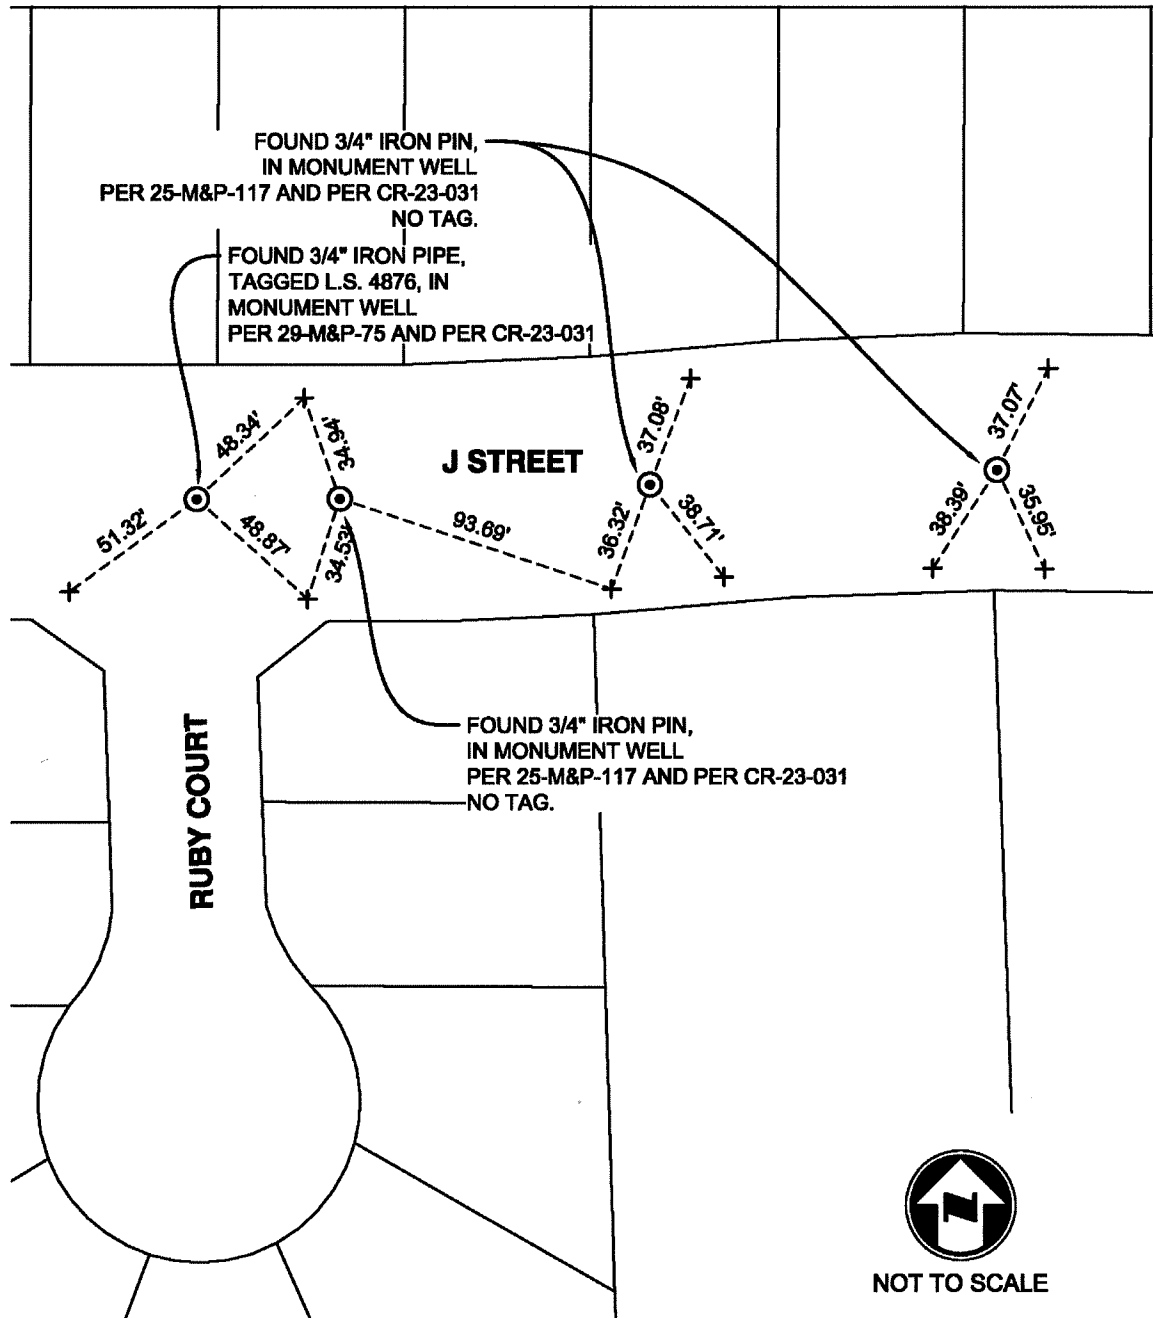 FOUND 3/4" IRON PIN,
IN MONUMENT WELL
PER 25-M&P-117 AND PER CR-23-031
NO TAG.
FOUND 3/4" IRON PIPE,
TAGGED L.S. 4876, IN
MONUMENT WELL
PER 29-M&P-75 AND PER CR-23-031
48.34'
34.94'
J STREET
37.08'
37.07'
51.32'
48.87'
34.53'
93.69'
36.32'
38.71'
38.39'
35.95'
RUBY COURT
FOUND 3/4" IRON PIN,
IN MONUMENT WELL
PER 25-M&P-117 AND PER CR-23-031
NO TAG.
N
NOT TO SCALE